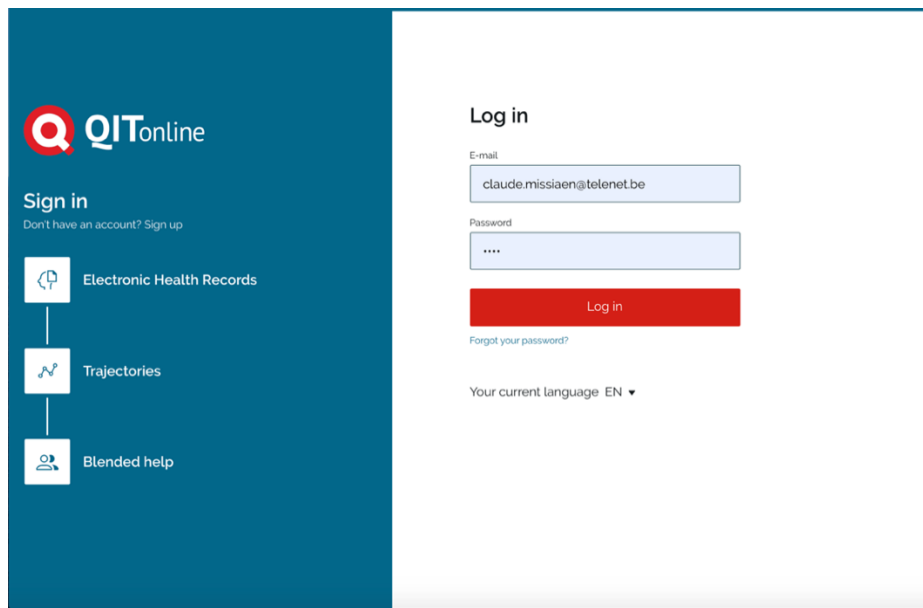 QITonline
Sign in
Don't have an account? Sign up
Electronic Health Records
Trajectories
Blended help
Log in
E-mail
claude.missiaen@telenet.be
Password
••••
Log in
Forgot your password?
Your current language EN ▾